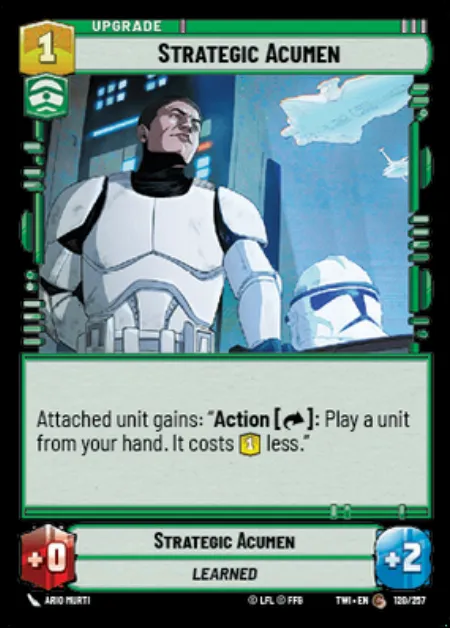 UPGRADE
1
STRATEGIC ACUMEN
Attached unit gains: “Action [ ]: Play a unit
from your hand. It costs 1 less.”
STRATEGIC ACUMEN
+0
+2
LEARNED
ARIO MURTI
© LFL © FFG
TWI • EN
C
120/257